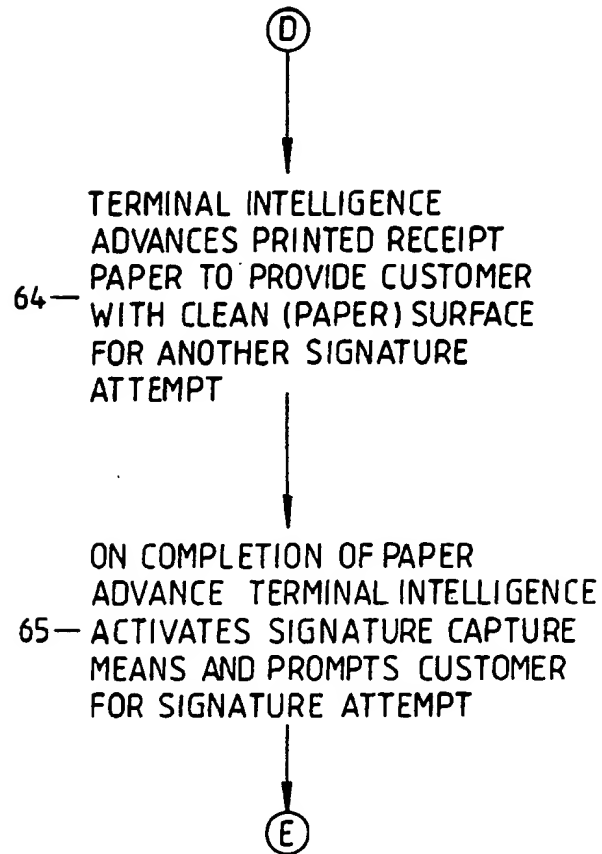 D
TERMINAL INTELLIGENCE
ADVANCES PRINTED RECEIPT
PAPER TO PROVIDE CUSTOMER
64— WITH CLEAN (PAPER) SURFACE
FOR ANOTHER SIGNATURE
ATTEMPT
ON COMPLETION OF PAPER
ADVANCE TERMINAL INTELLIGENCE
65— ACTIVATES SIGNATURE CAPTURE
MEANS AND PROMPTS CUSTOMER
FOR SIGNATURE ATTEMPT
E